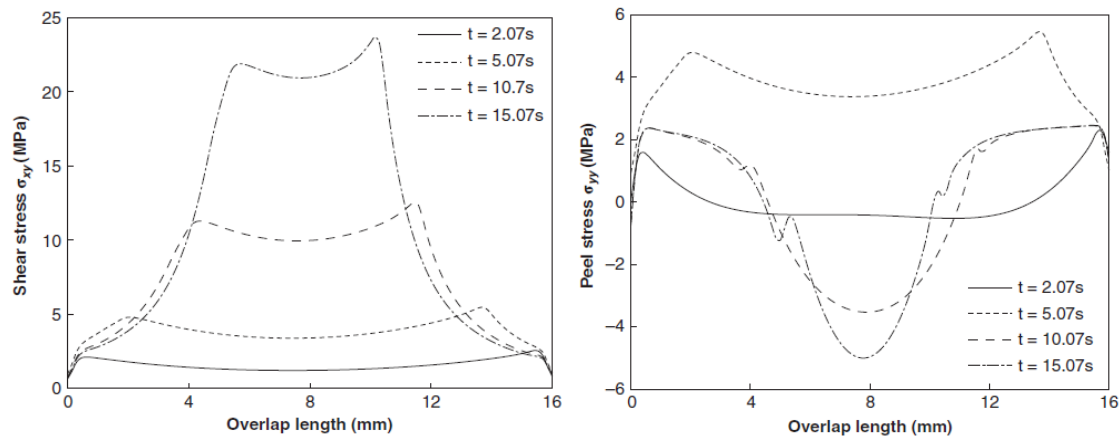 25
20
15
10
5
0
0
4
8
12
16
Shear stress σxy (MPa)
Overlap length (mm)
t = 2.07s
t = 5.07s
t = 10.7s
t = 15.07s
6
4
2
0
−2
−4
−6
0
4
8
12
16
Peel stress σyy (MPa)
Overlap length (mm)
t = 2.07s
t = 5.07s
t = 10.07s
t = 15.07s